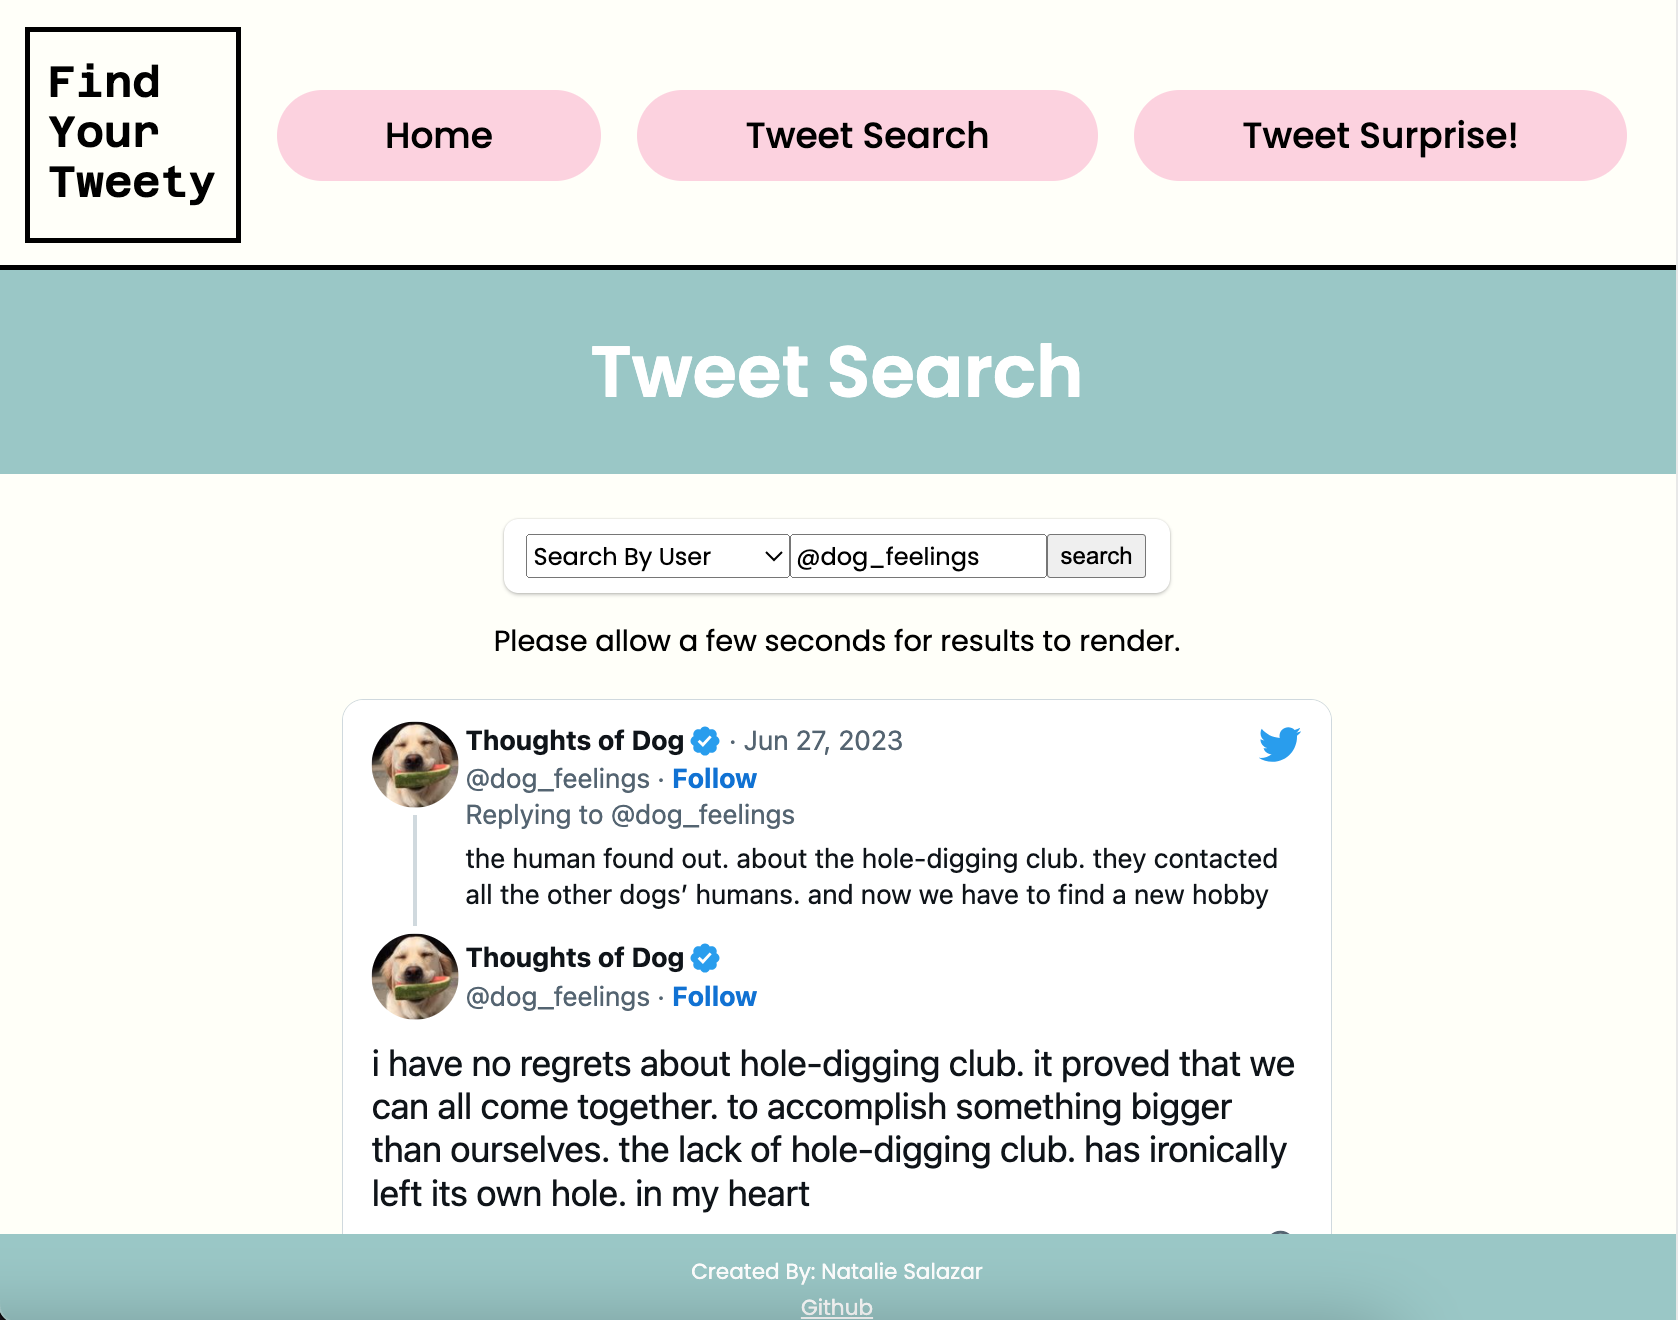 Find
Your
Tweety
Home
Tweet Search
Tweet Surprise!
Tweet Search
Search By User
@dog_feelings
search
Please allow a few seconds for results to render.
Thoughts of Dog · Jun 27, 2023
@dog_feelings · Follow
Replying to @dog_feelings
the human found out. about the hole-digging club. they contacted
all the other dogs’ humans. and now we have to find a new hobby
Thoughts of Dog
@dog_feelings · Follow
i have no regrets about hole-digging club. it proved that we
can all come together. to accomplish something bigger
than ourselves. the lack of hole-digging club. has ironically
left its own hole. in my heart
Created By: Natalie Salazar
Github